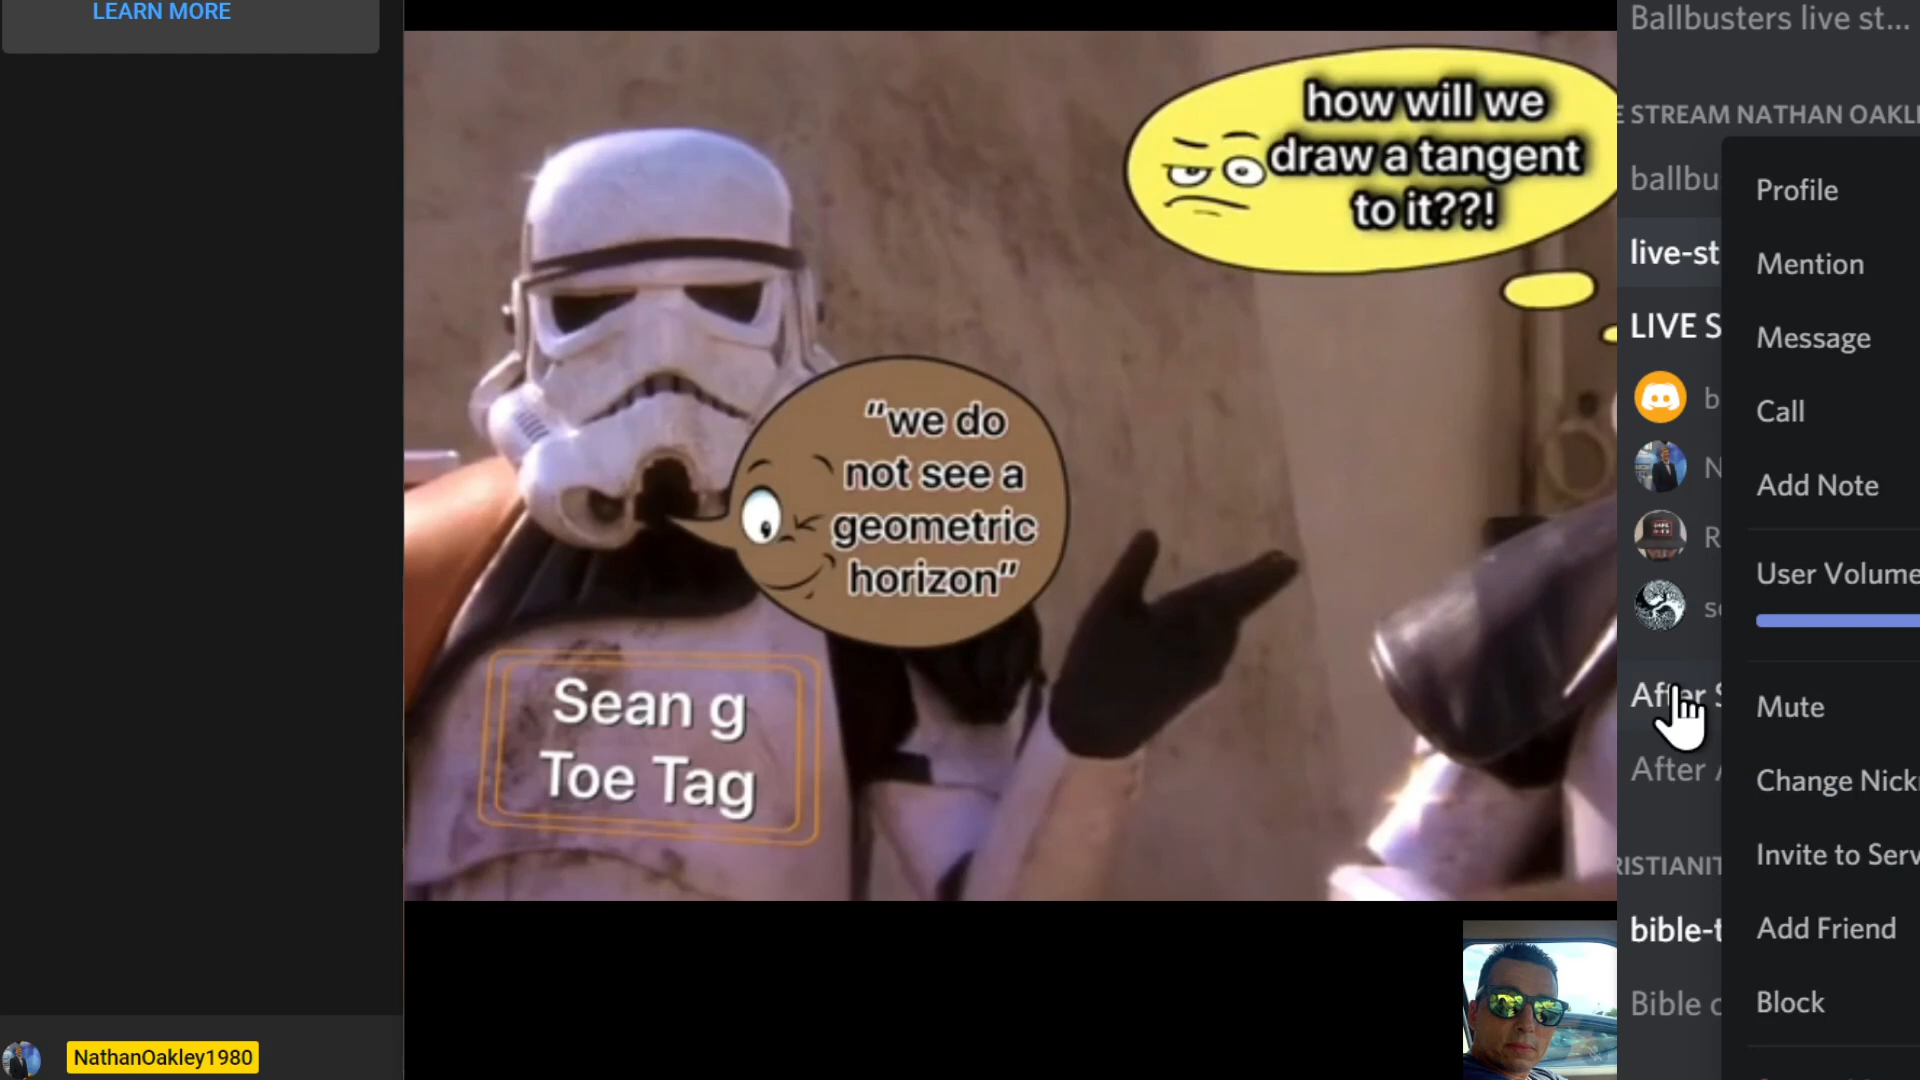 LEARN MORE
how will we
draw a tangent
to it??!
"we do
not see a
geometric
horizon"
Sean g
Toe Tag
NathanOakley1980
Ballbusters live st...
STREAM NATHAN OAKL
ballbu
live-st
LIVE S
b
N
R
After
After
bible-t
Bible c
Profile
Mention
Message
Call
Add Note
User Volume
Mute
Change Nick
Invite to Serv
Add Friend
Block